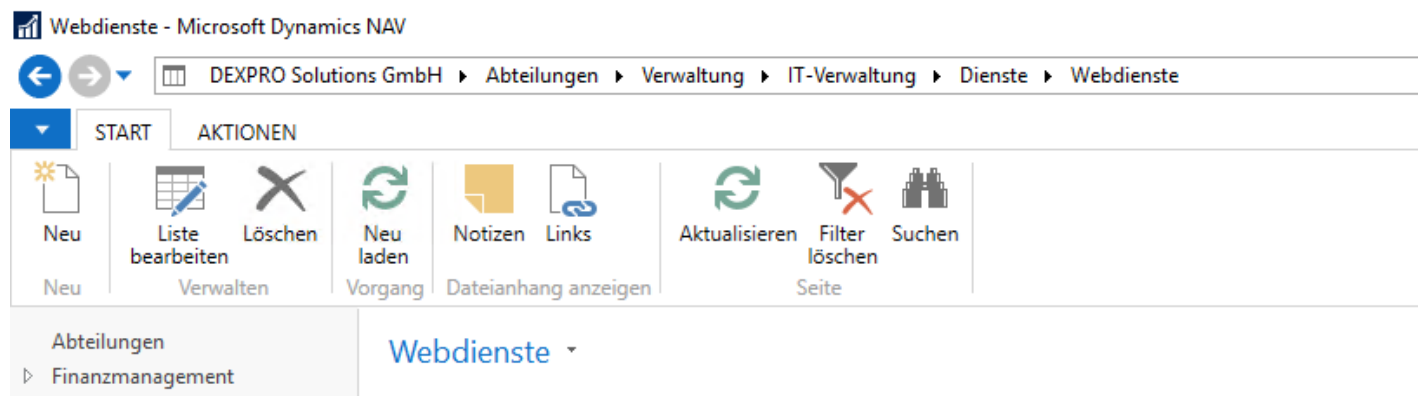 Webdienste - Microsoft Dynamics NAV
DEXPRO Solutions GmbH Abteilungen Verwaltung IT-Verwaltung Dienste Webdienste
START AKTIONEN
Neu Liste bearbeiten Löschen Neu laden Notizen Links Aktualisieren Filter löschen Suchen
Neu Verwalten Vorgang Dateianhang anzeigen Seite
Abteilungen
Webdienste
Finanzmanagement